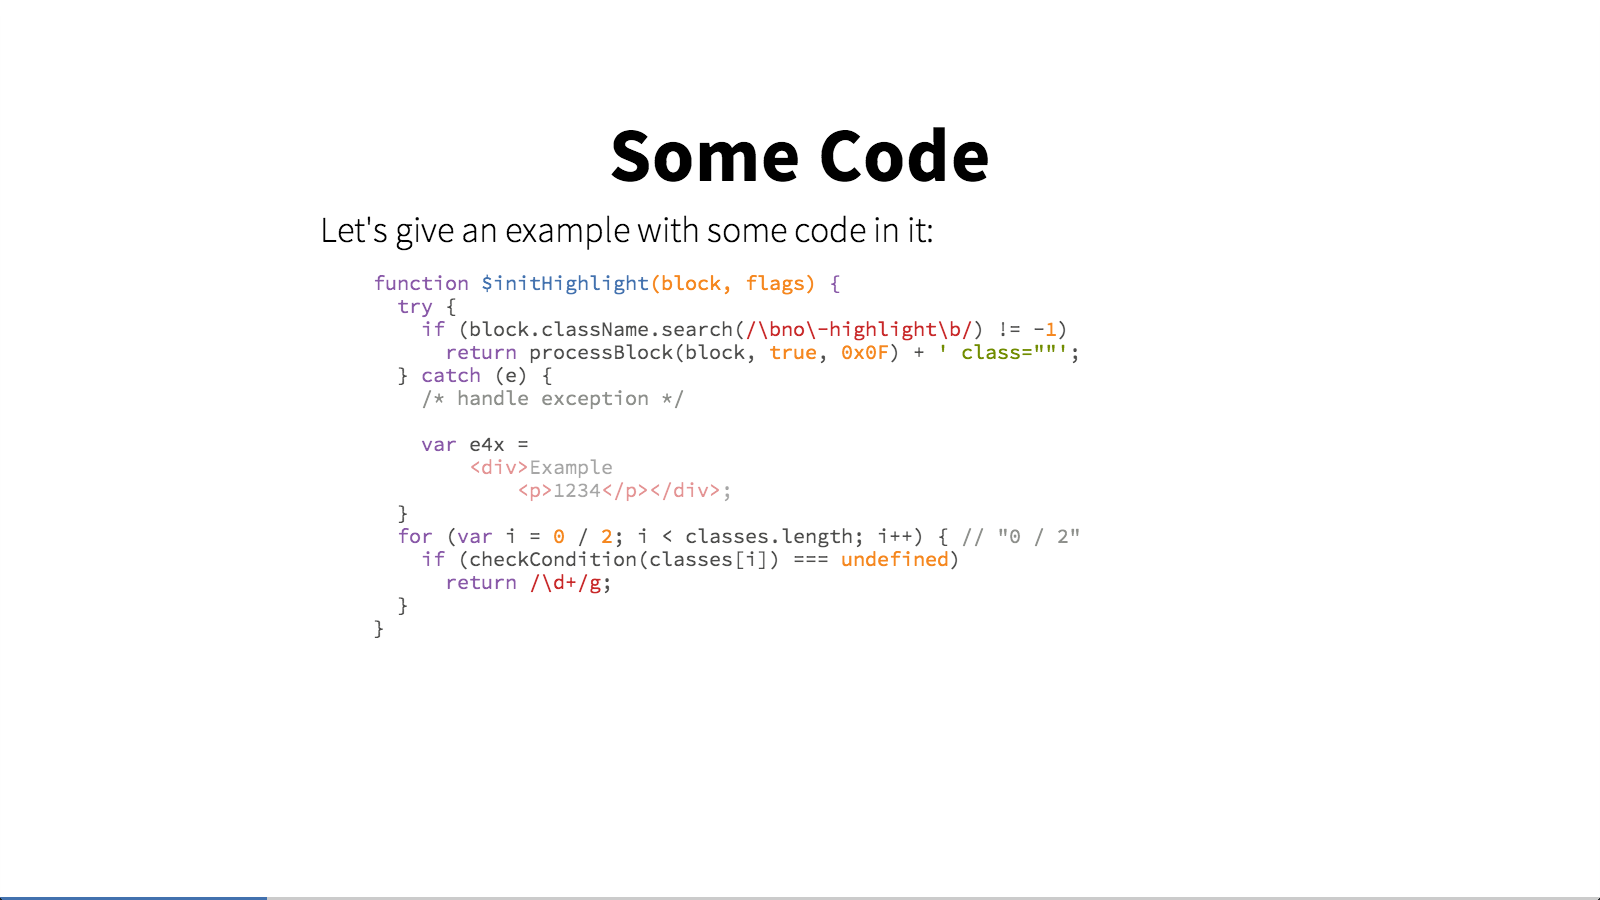 Some Code
Let's give an example with some code in it:
function $initHighlight(block, flags) {
  try {
    if (block.className.search(/\bno\-highlight\b/) != -1)
      return processBlock(block, true, 0x0F) + ' class=""';
  } catch (e) {
    /* handle exception */

    var e4x =
        <div>Example
            <p>1234</p></div>;
  }
  for (var i = 0 / 2; i < classes.length; i++) { // "0 / 2"
    if (checkCondition(classes[i]) === undefined)
      return /\d+/g;
  }
}